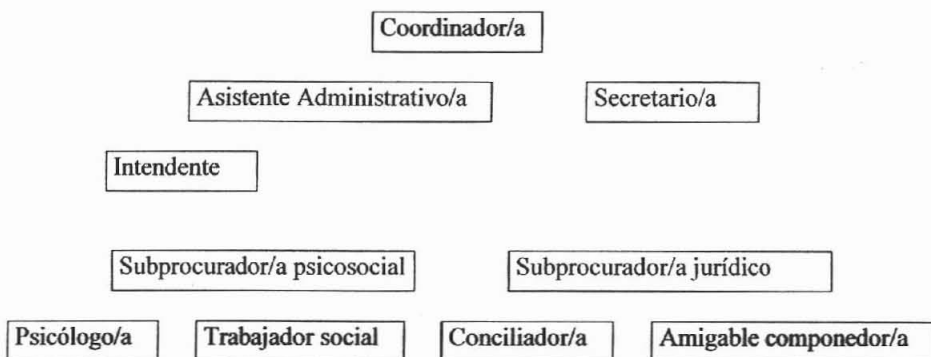 Coordinador/a
Asistente Administrativo/a
Secretario/a
Intendente
Subprocurador/a psicosocial
Subprocurador/a jurídico
Psicólogo/a
Trabajador social
Conciliador/a
Amigable componedor/a